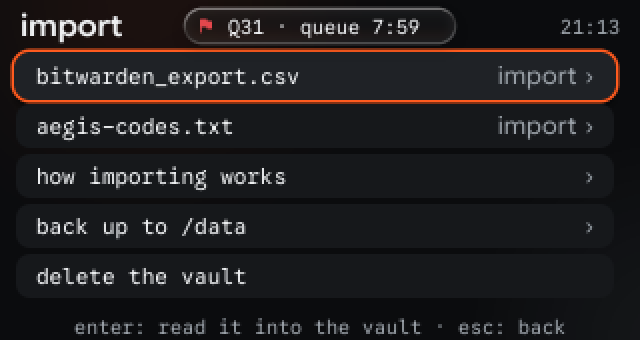 import
Q31 · queue 7:59
21:13
bitwarden_export.csv import ›
aegis-codes.txt import ›
how importing works ›
back up to /data ›
delete the vault
enter: read it into the vault · esc: back